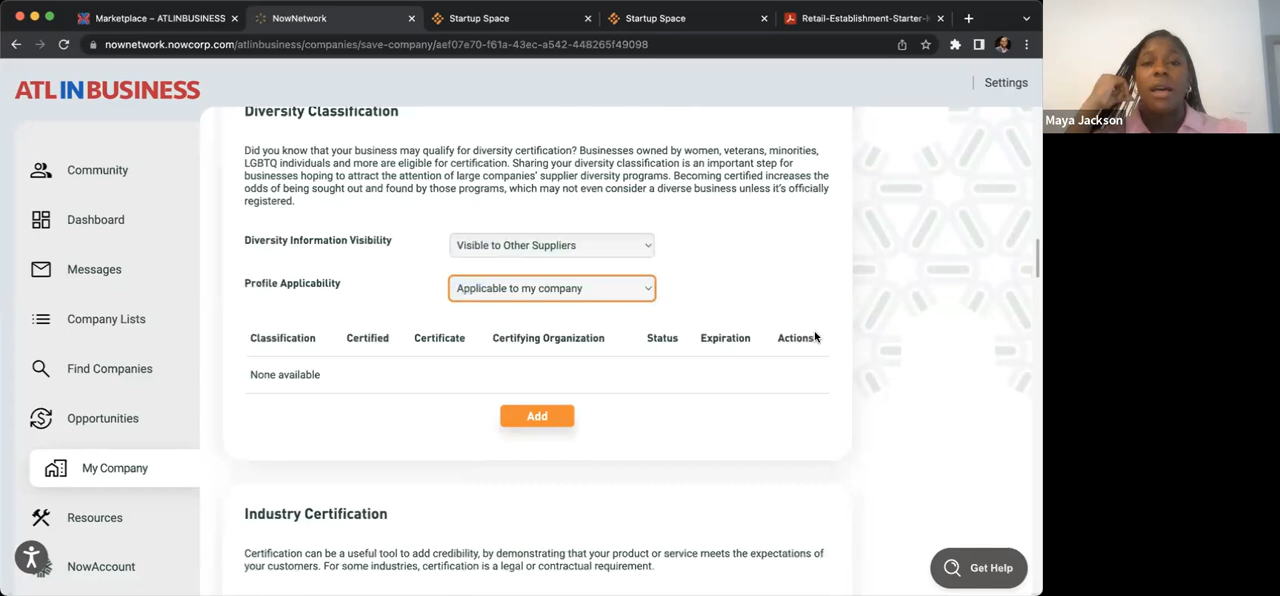 Marketplace – ATLINBUSINESS
NowNetwork
Startup Space
Startup Space
Retail-Establishment-Starter-
nownetwork.nowcorp.com/atlinbusiness/companies/save-company/aef07e70-f61a-43ec-a542-448265f49098
ATL IN BUSINESS
Settings
Maya Jackson
Community
Dashboard
Messages
Company Lists
Find Companies
Opportunities
My Company
Resources
NowAccount
Diversity Classification
Did you know that your business may qualify for diversity certification? Businesses owned by women, veterans, minorities,
LGBTQ individuals and more are eligible for certification. Sharing your diversity classification is an important step for
businesses hoping to attract the attention of large companies' supplier diversity programs. Becoming certified increases the
odds of being sought out and found by those programs, which may not even consider a diverse business unless it's officially
registered.
Diversity Information Visibility
Visible to Other Suppliers
Profile Applicability
Applicable to my company
Classification Certified Certificate Certifying Organization Status Expiration Actions
None available
Add
Industry Certification
Certification can be a useful tool to add credibility, by demonstrating that your product or service meets the expectations of
your customers. For some industries, certification is a legal or contractual requirement.
Get Help